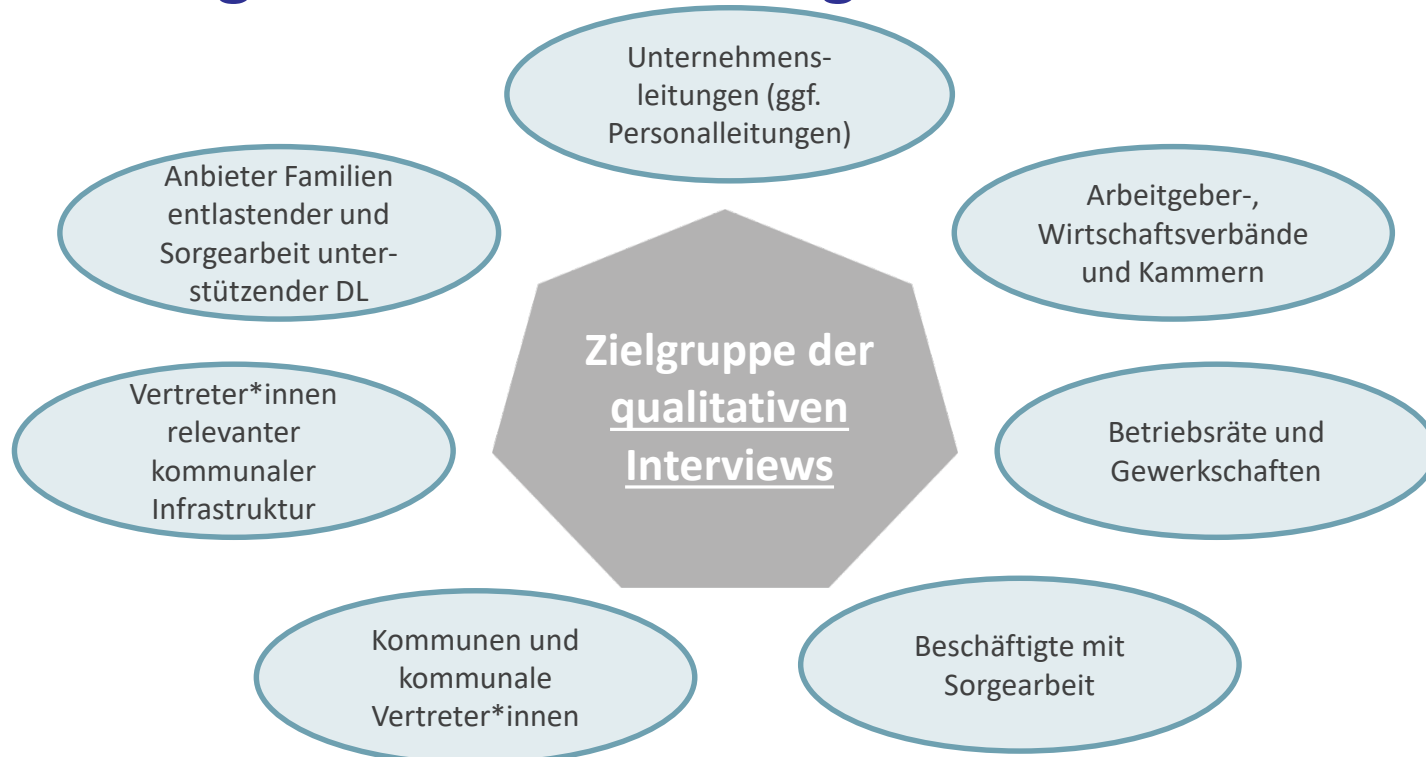 Unternehmens-
leitungen (ggf.
Personalleitungen)
Anbieter Familien
entlastender und
Sorgearbeit unter-
stützender DL
Arbeitgeber-,
Wirtschaftsverbände
und Kammern
Zielgruppe der
qualitativen
Interviews
Vertreter*innen
relevanter
kommunaler
Infrastruktur
Betriebsräte und
Gewerkschaften
Kommunen und
kommunale
Vertreter*innen
Beschäftigte mit
Sorgearbeit